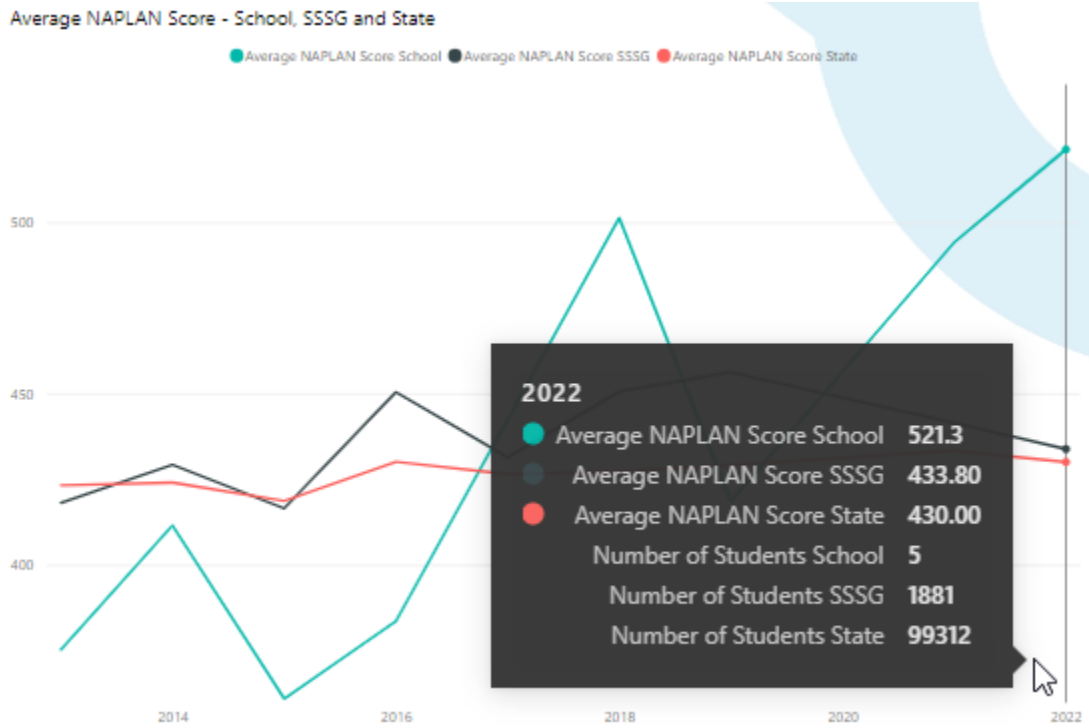 Average NAPLAN Score - School, SSSG and State
Average NAPLAN Score School Average NAPLAN Score SSSG Average NAPLAN Score State
500
450
400
2022
Average NAPLAN Score School 521.3
Average NAPLAN Score SSSG 433.80
Average NAPLAN Score State 430.00
Number of Students School 5
Number of Students SSSG 1881
Number of Students State 99312
2014 2016 2018 2020 2022